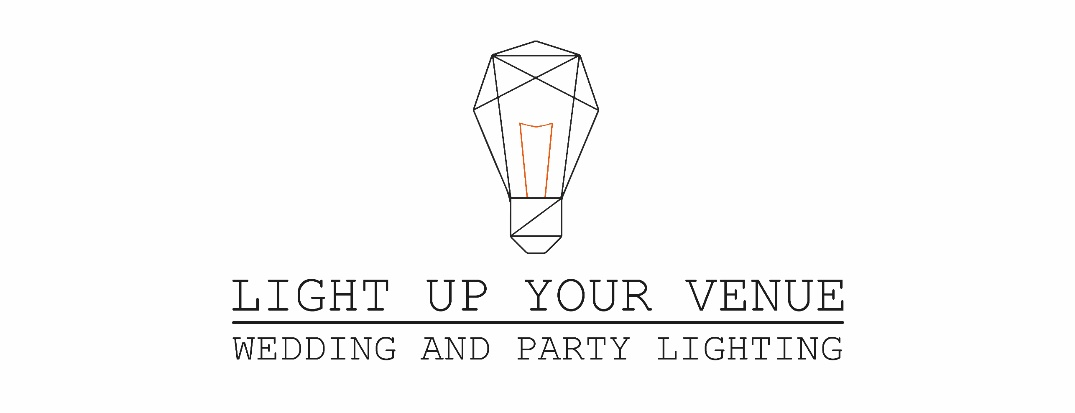 LIGHT UP YOUR VENUE
WEDDING AND PARTY LIGHTING